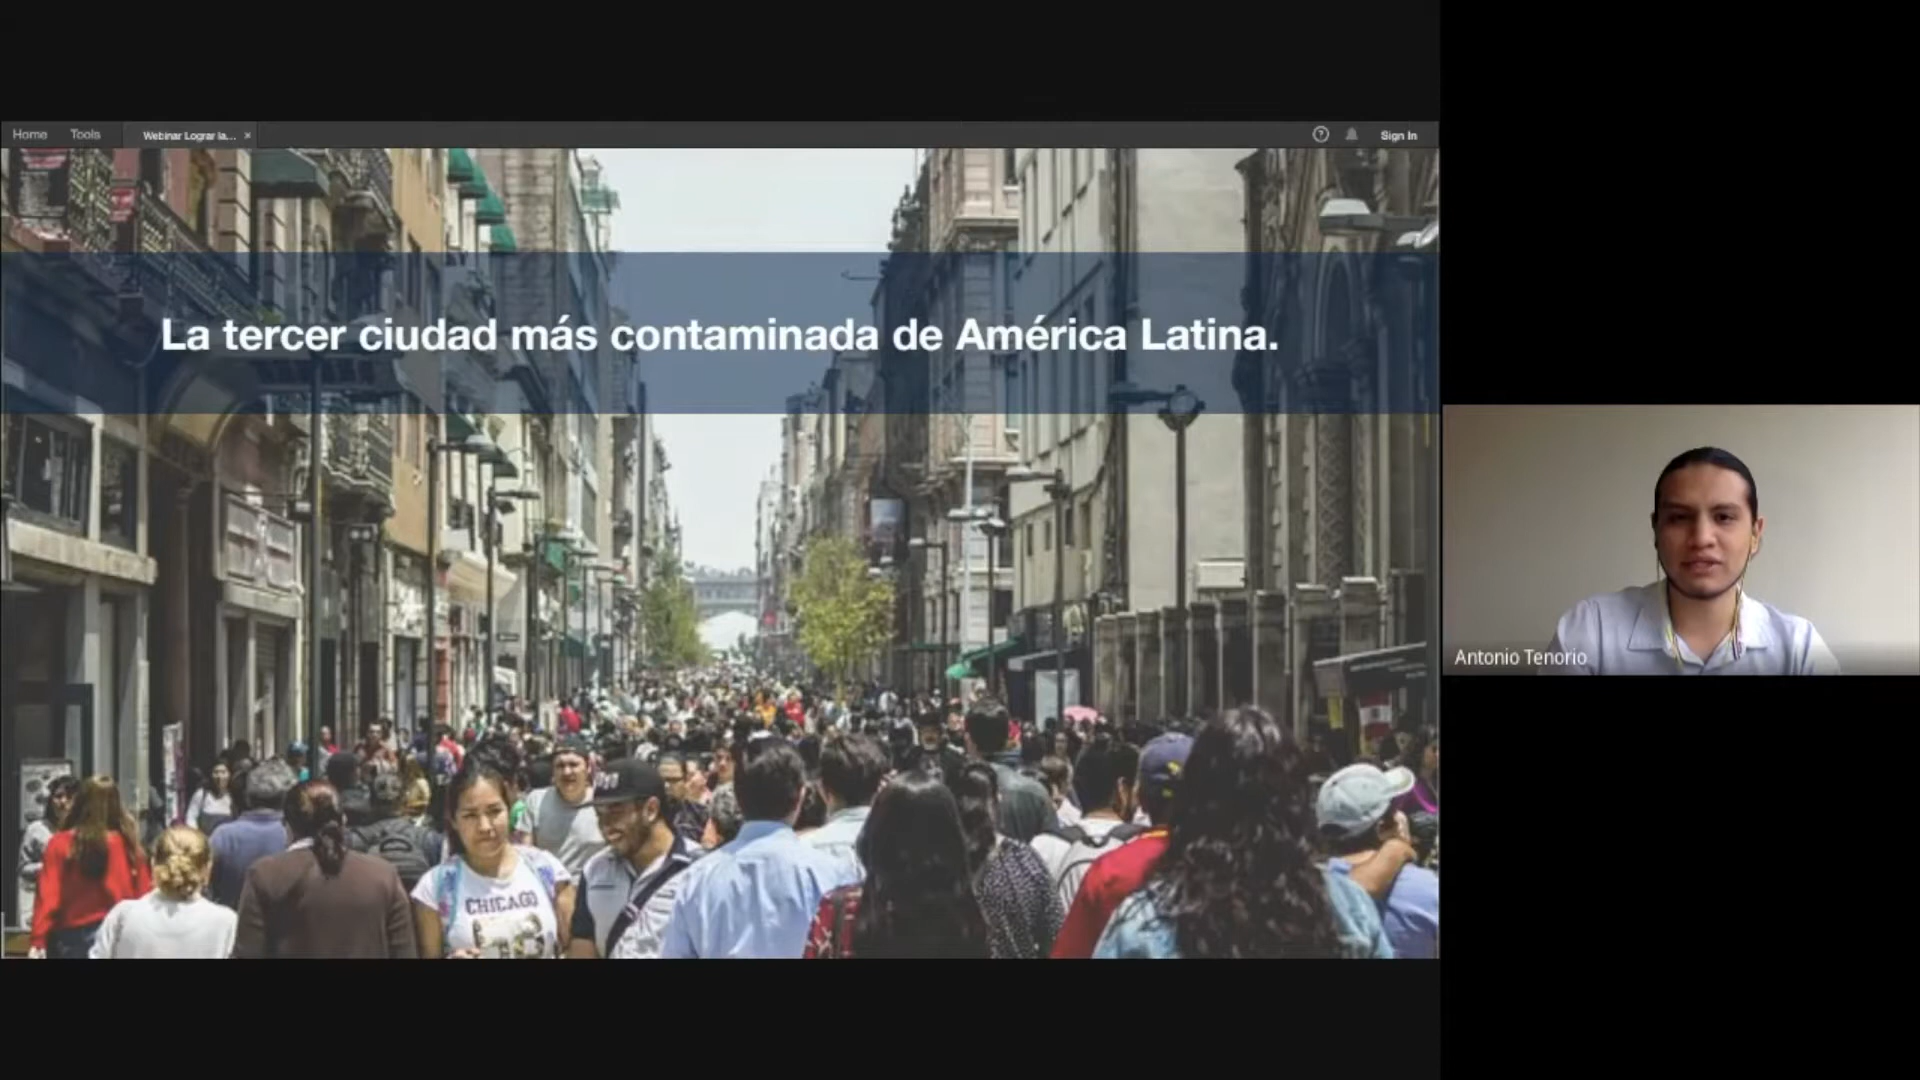 Home Tools Webinar Lograr la... × ? Sign In
La tercer ciudad más contaminada de América Latina.
CHICAGO
Antonio Tenorio